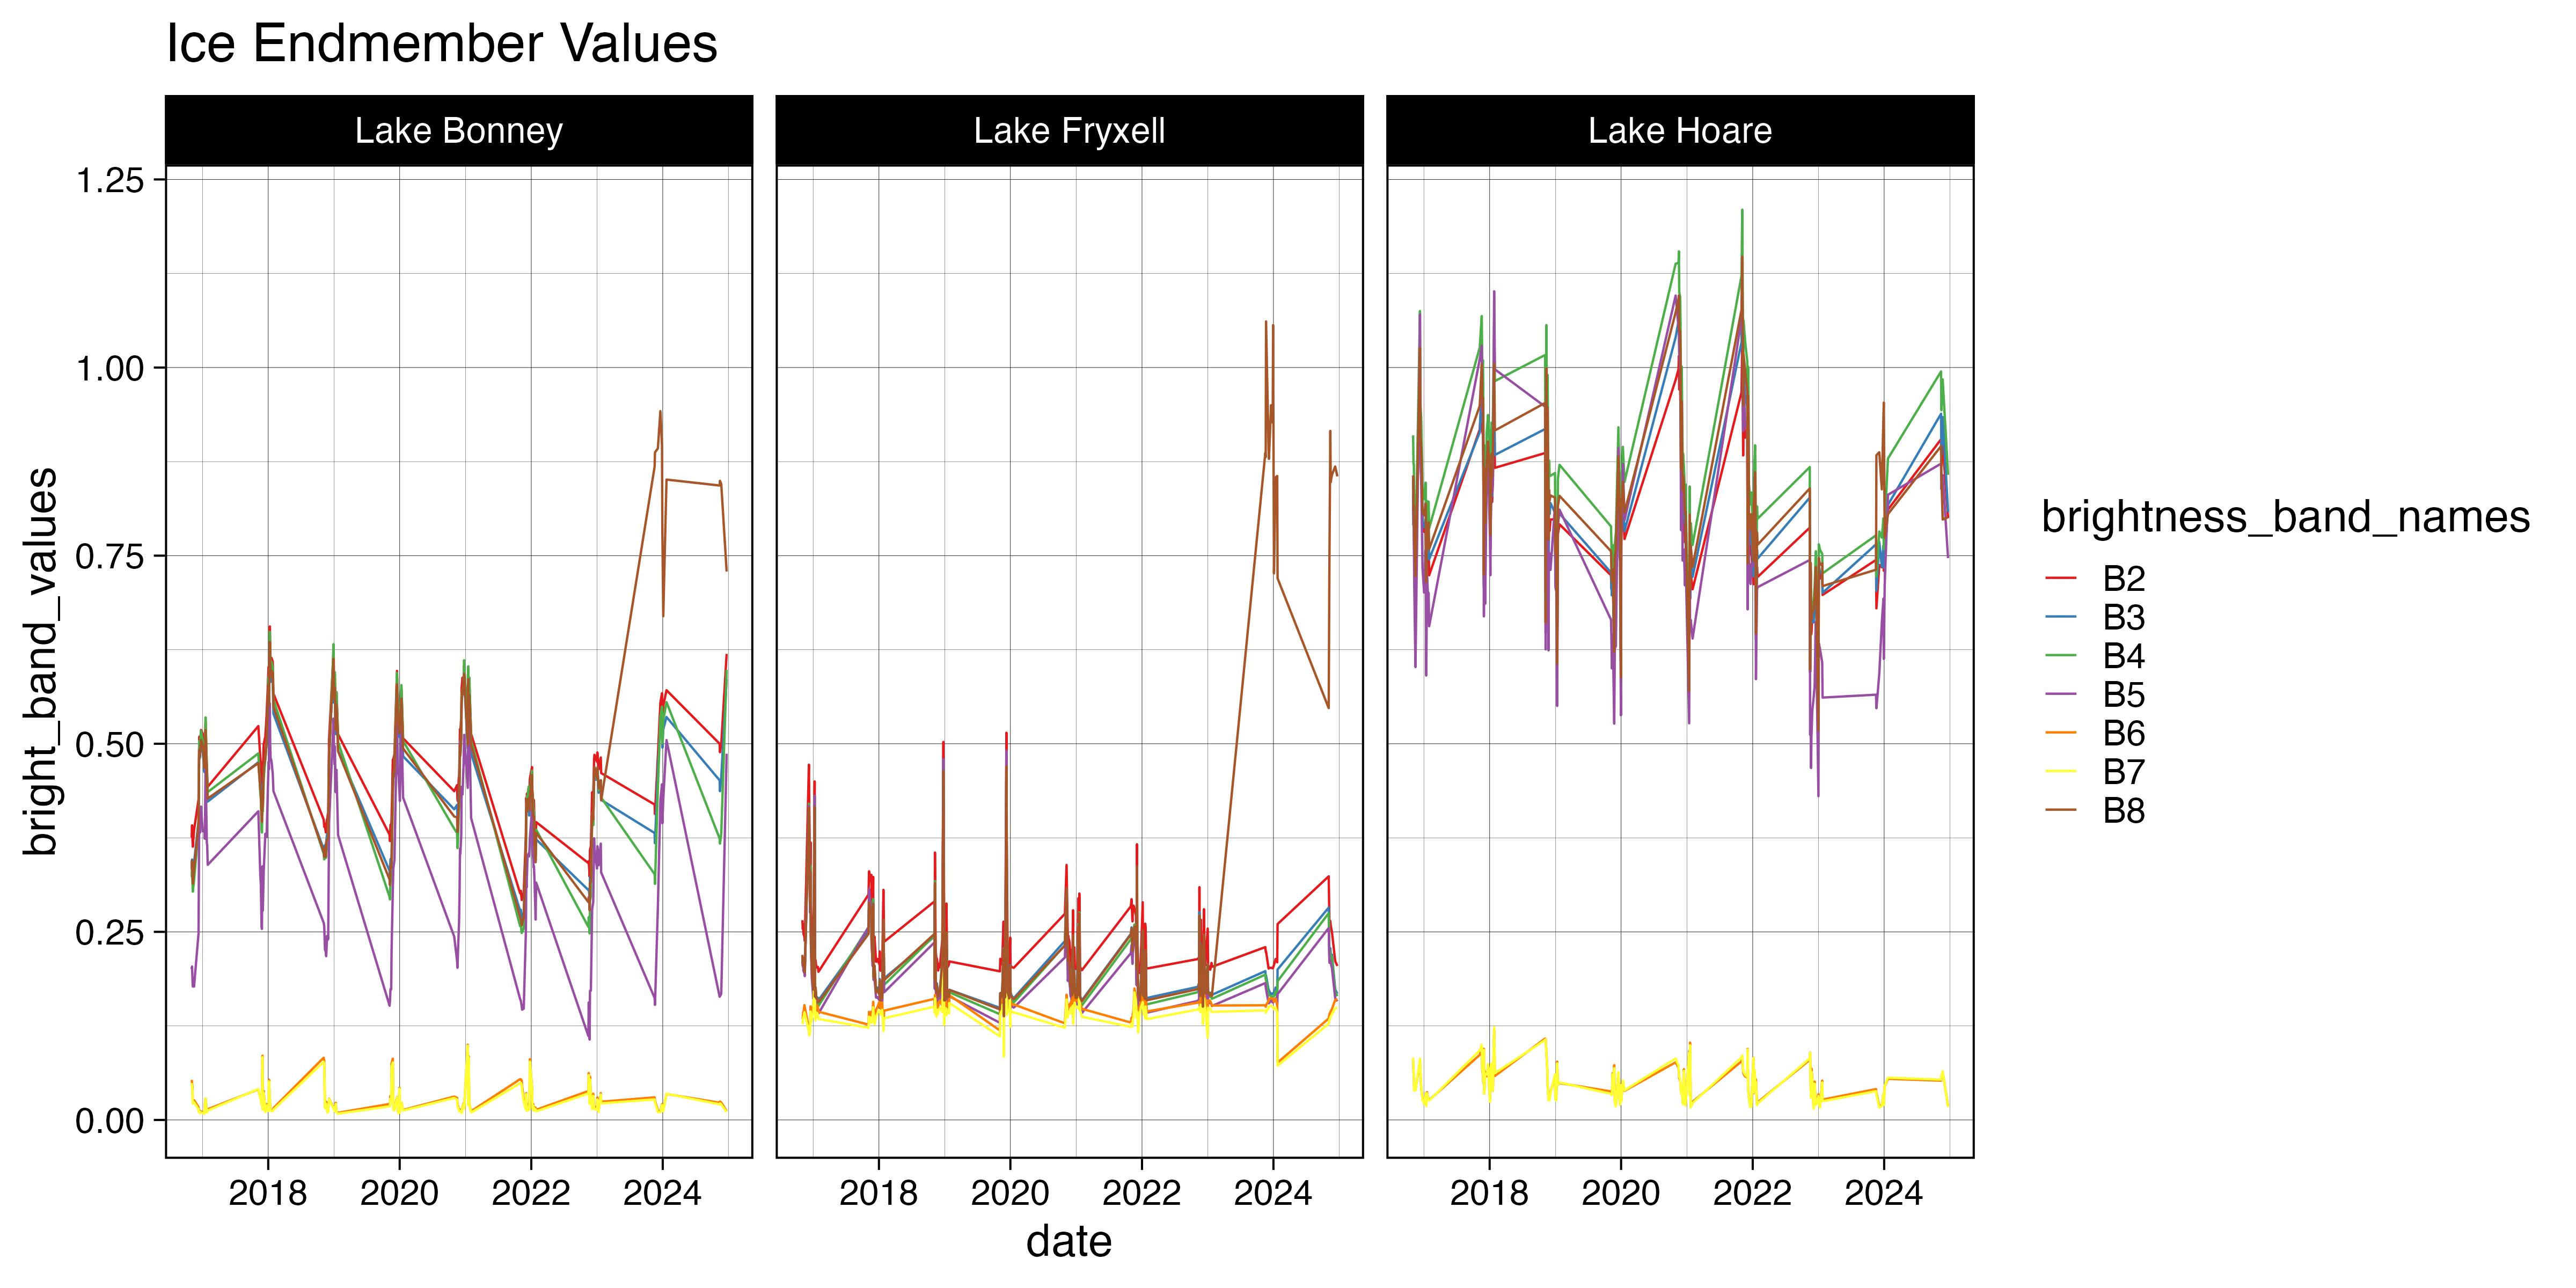 Ice Endmember Values
Lake Bonney
Lake Fryxell
Lake Hoare
bright_band_values
1.25
1.00
0.75
0.50
0.25
0.00
2018 2020 2022 2024
2018 2020 2022 2024
2018 2020 2022 2024
date
brightness_band_names
B2
B3
B4
B5
B6
B7
B8